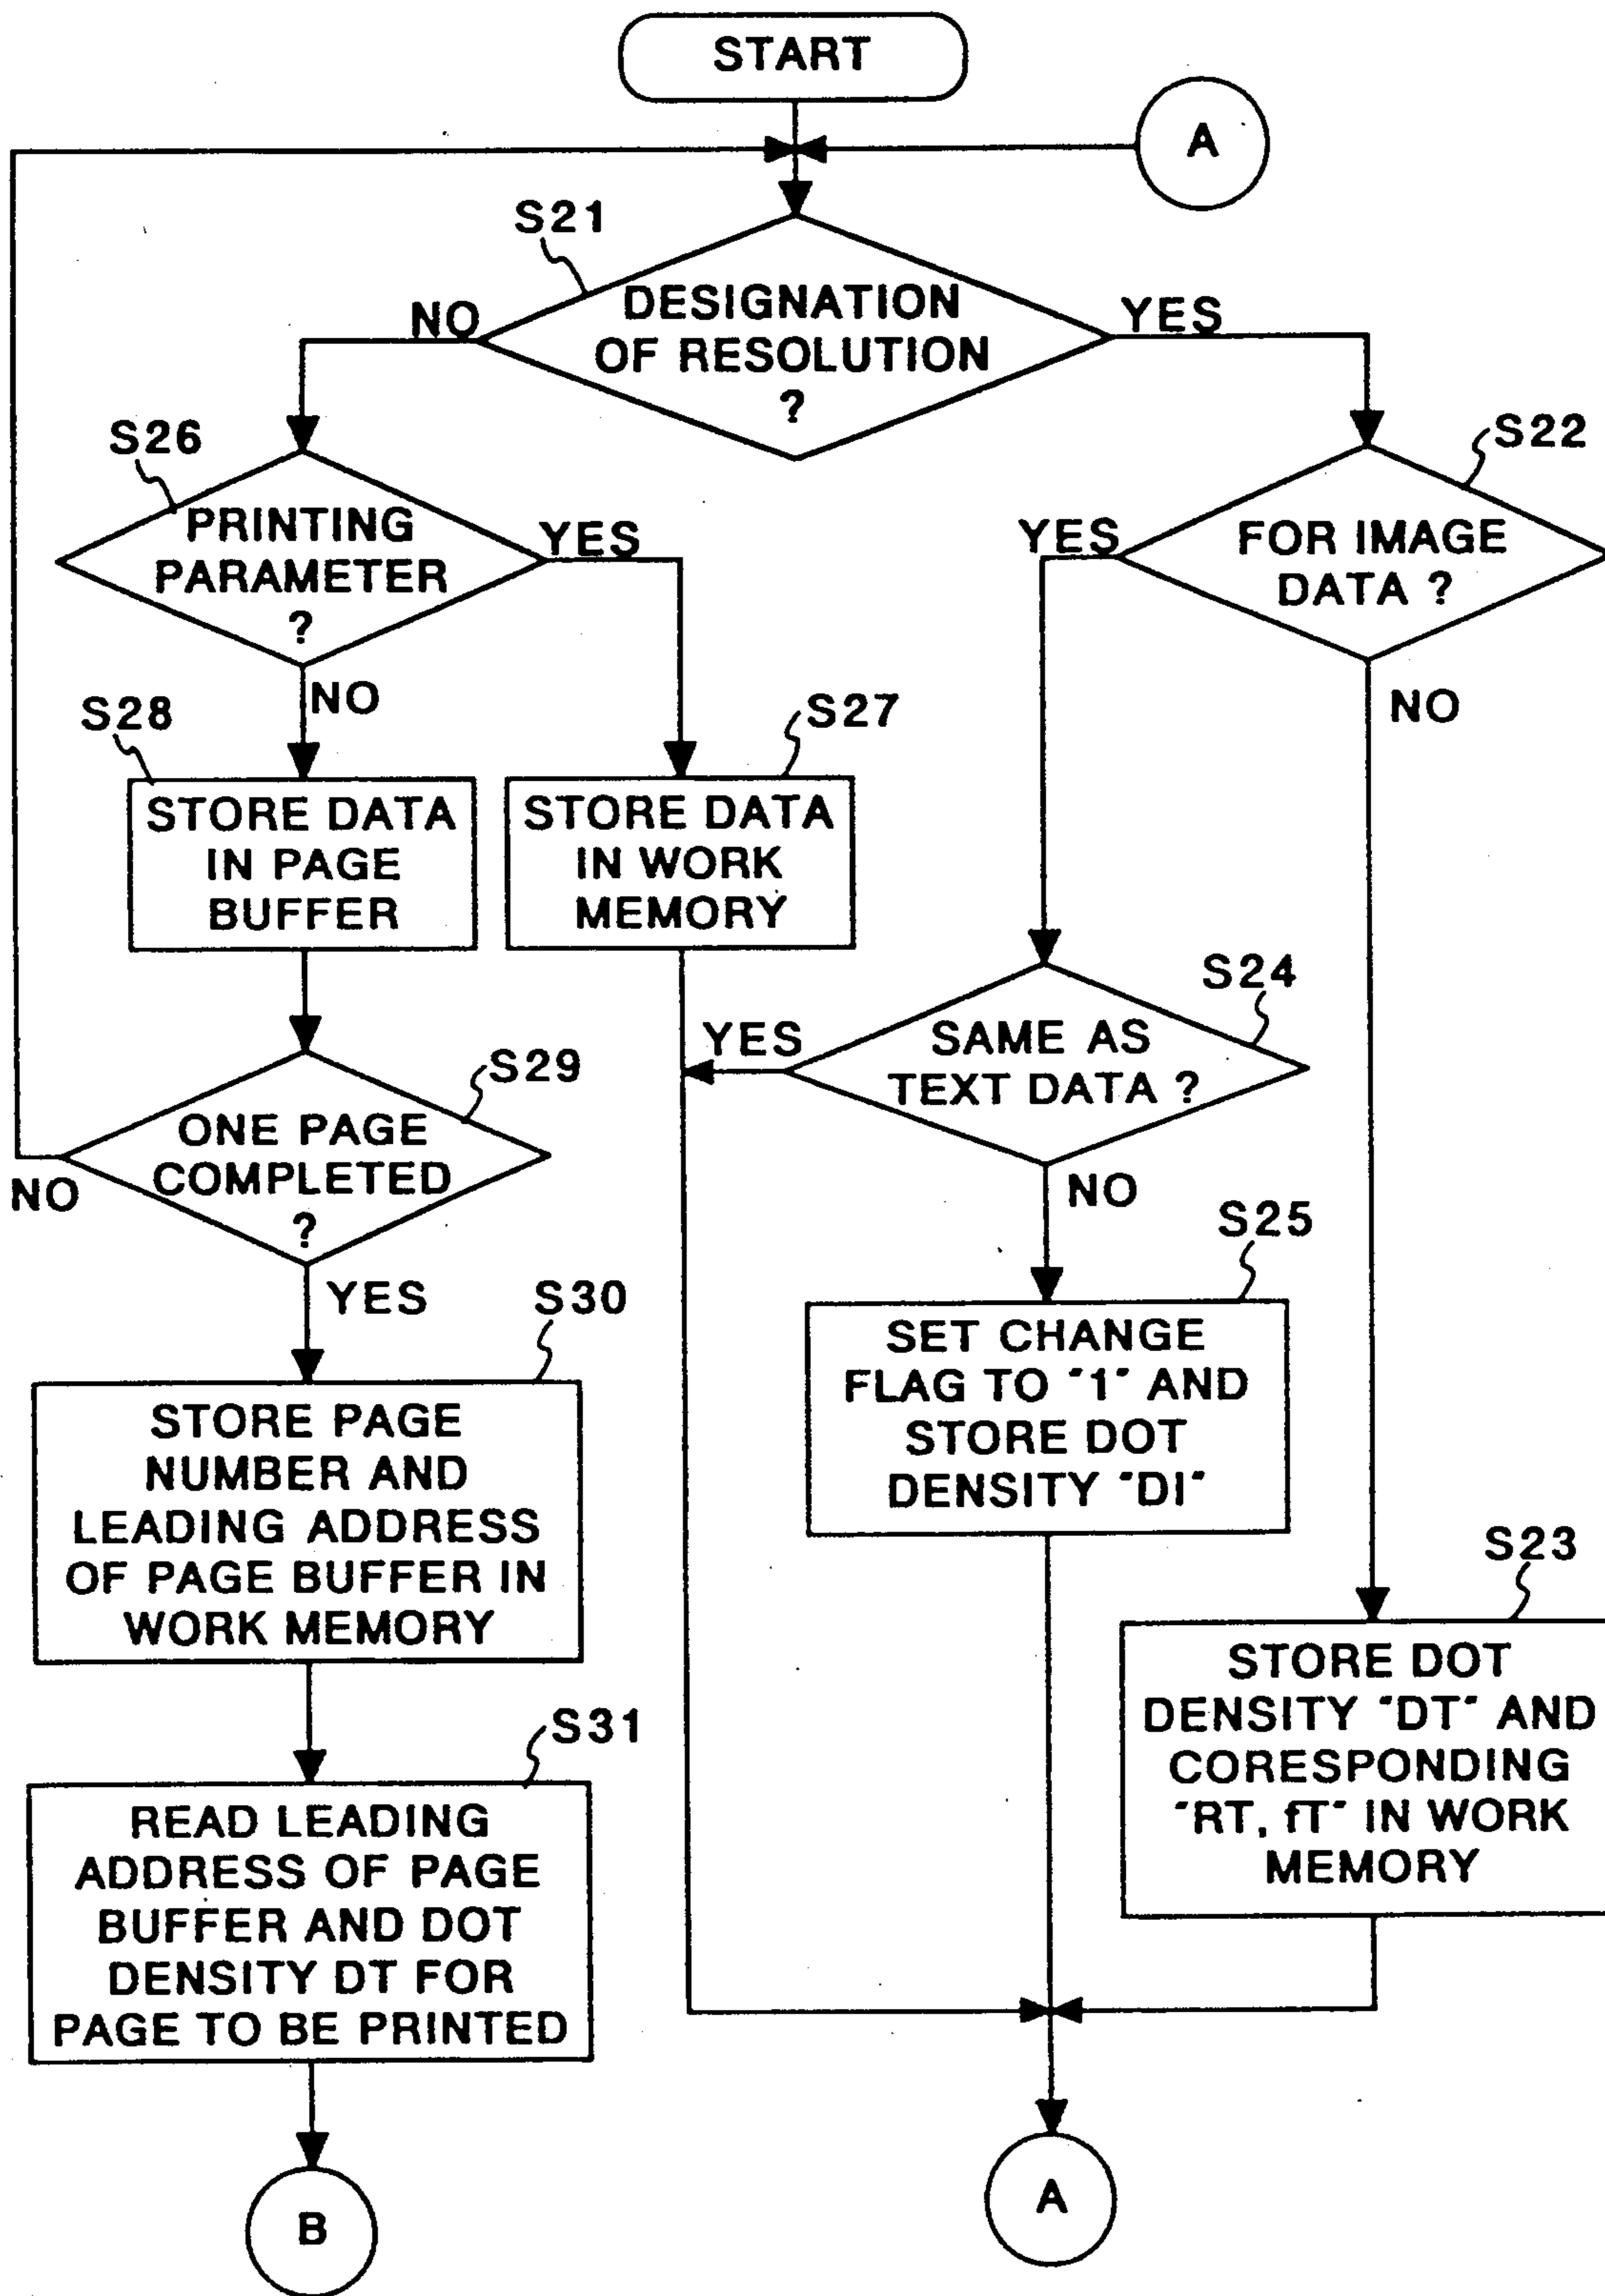 START
A
S21
DESIGNATION
OF RESOLUTION
?
NO
YES
S26
PRINTING
PARAMETER
?
YES
NO
S22
FOR IMAGE
DATA ?
YES
NO
S28
STORE DATA
IN PAGE
BUFFER
S27
STORE DATA
IN WORK
MEMORY
S24
SAME AS
TEXT DATA ?
YES
NO
S29
ONE PAGE
COMPLETED
?
NO
YES
S25
SET CHANGE
FLAG TO "1" AND
STORE DOT
DENSITY "DI"
S30
STORE PAGE
NUMBER AND
LEADING ADDRESS
OF PAGE BUFFER IN
WORK MEMORY
S23
STORE DOT
DENSITY "DT" AND
CORESPONDING
"RT, fT" IN WORK
MEMORY
S31
READ LEADING
ADDRESS OF PAGE
BUFFER AND DOT
DENSITY DT FOR
PAGE TO BE PRINTED
B
A